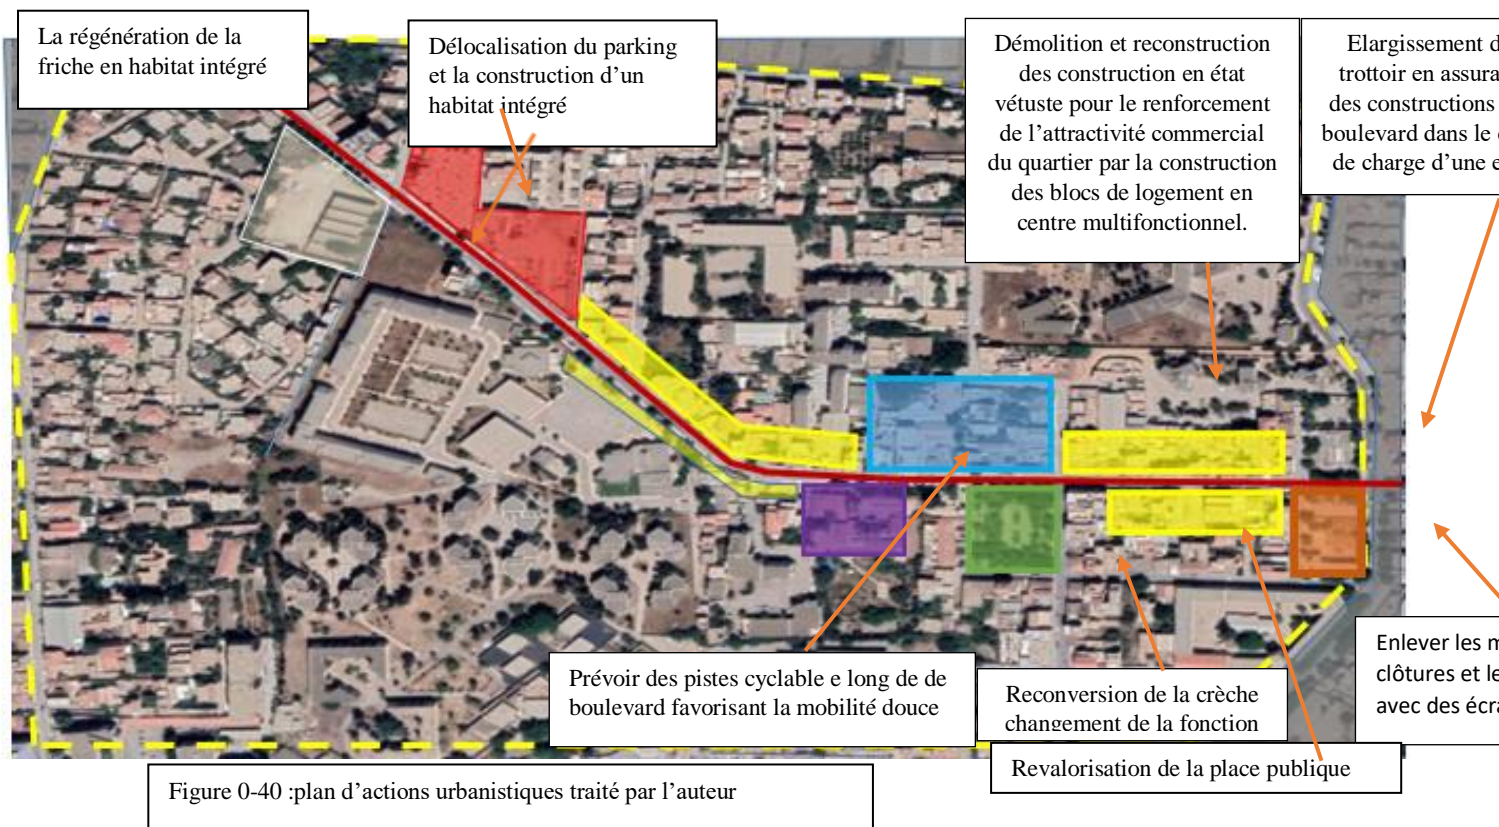 La régénération de la
friche en habitat intégré
Délocalisation du parking
et la construction d’un
habitat intégré
Démolition et reconstruction
des construction en état
vétuste pour le renforcement
de l’attractivité commercial
du quartier par la construction
des blocs de logement en
centre multifonctionnel.
Elargissement d
trottoir en assura
des constructions
boulevard dans le
de charge d’une e
Prévoir des pistes cyclable e long de de
boulevard favorisant la mobilité douce
Reconversion de la crèche
changement de la fonction
Enlever les m
clôtures et le
avec des écra
Revalorisation de la place publique
Figure 0-40 :plan d’actions urbanistiques traité par l’auteur